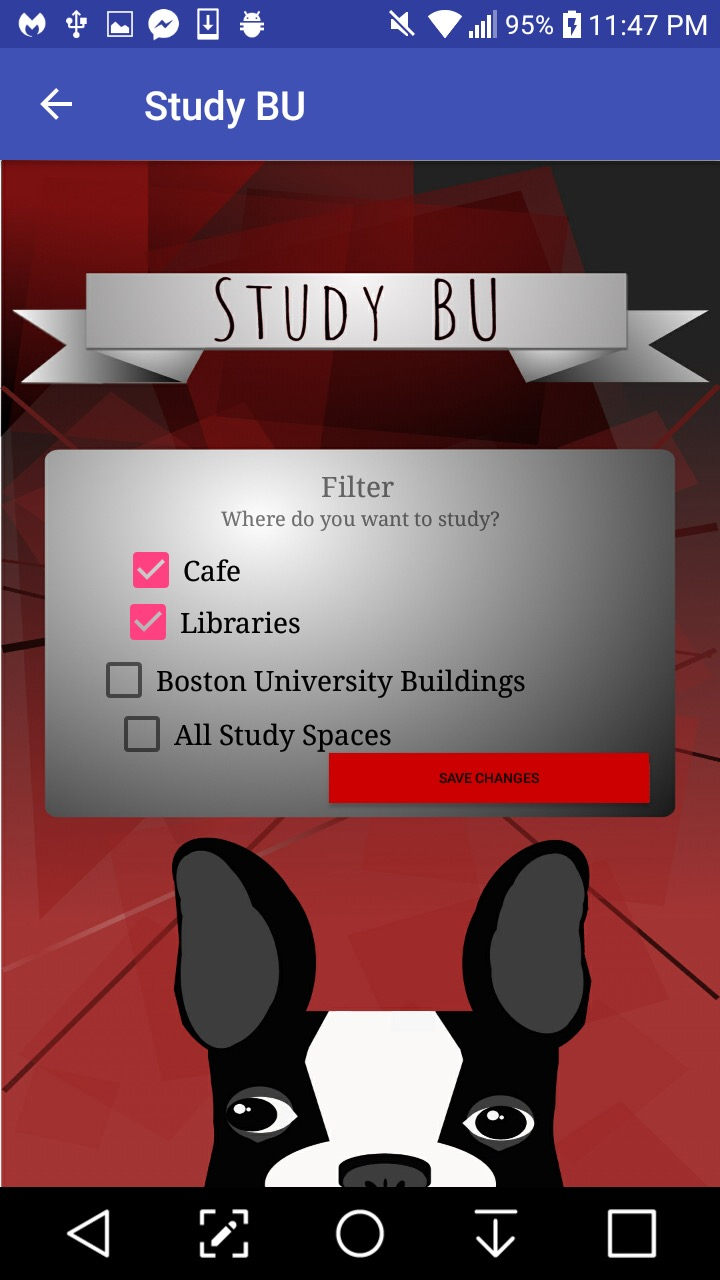 95% 11:47 PM
Study BU
STUDY BU
Filter
Where do you want to study?
Cafe
Libraries
Boston University Buildings
All Study Spaces
SAVE CHANGES